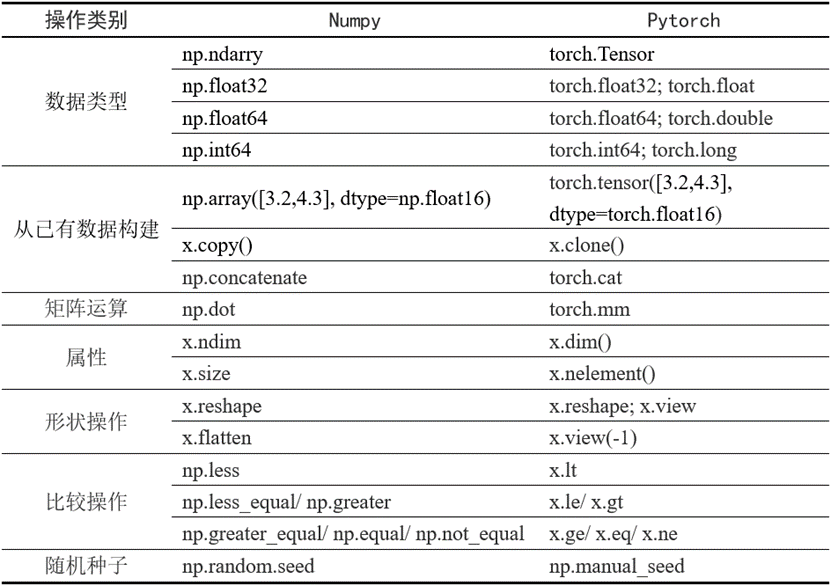 操作类别 Numpy Pytorch
数据类型 np.ndarry torch.Tensor
np.float32 torch.float32; torch.float
np.float64 torch.float64; torch.double
np.int64 torch.int64; torch.long
从已有数据构建 np.array([3.2,4.3], dtype=np.float16) torch.tensor([3.2,4.3],
dtype=torch.float16)
x.copy() x.clone()
np.concatenate torch.cat
矩阵运算 np.dot torch.mm
属性 x.ndim x.dim()
x.size x.nelement()
形状操作 x.reshape x.reshape; x.view
x.flatten x.view(-1)
比较操作 np.less x.lt
np.less_equal/ np.greater x.le/ x.gt
np.greater_equal/ np.equal/ np.not_equal x.ge/ x.eq/ x.ne
随机种子 np.random.seed np.manual_seed